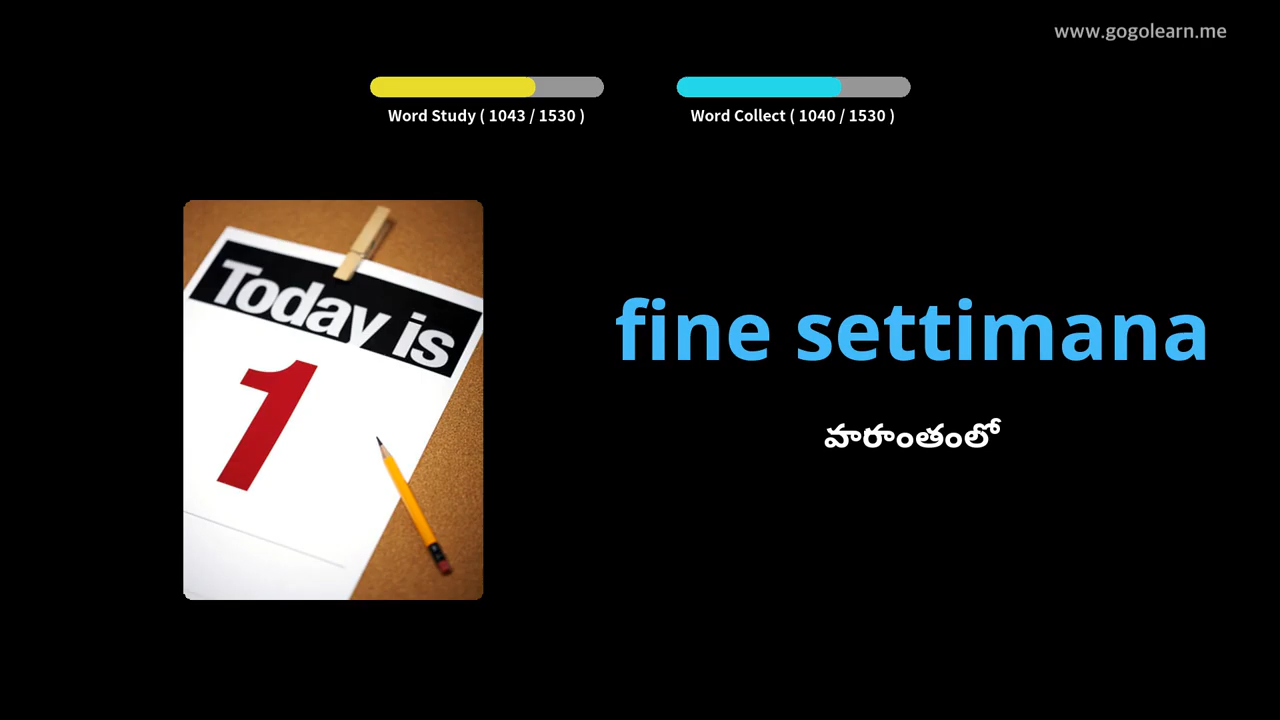 www.gogolearn.me
Word Study ( 1043 / 1530 )
Word Collect ( 1040 / 1530 )
Today is
1
fine settimana
వారాంతంలో